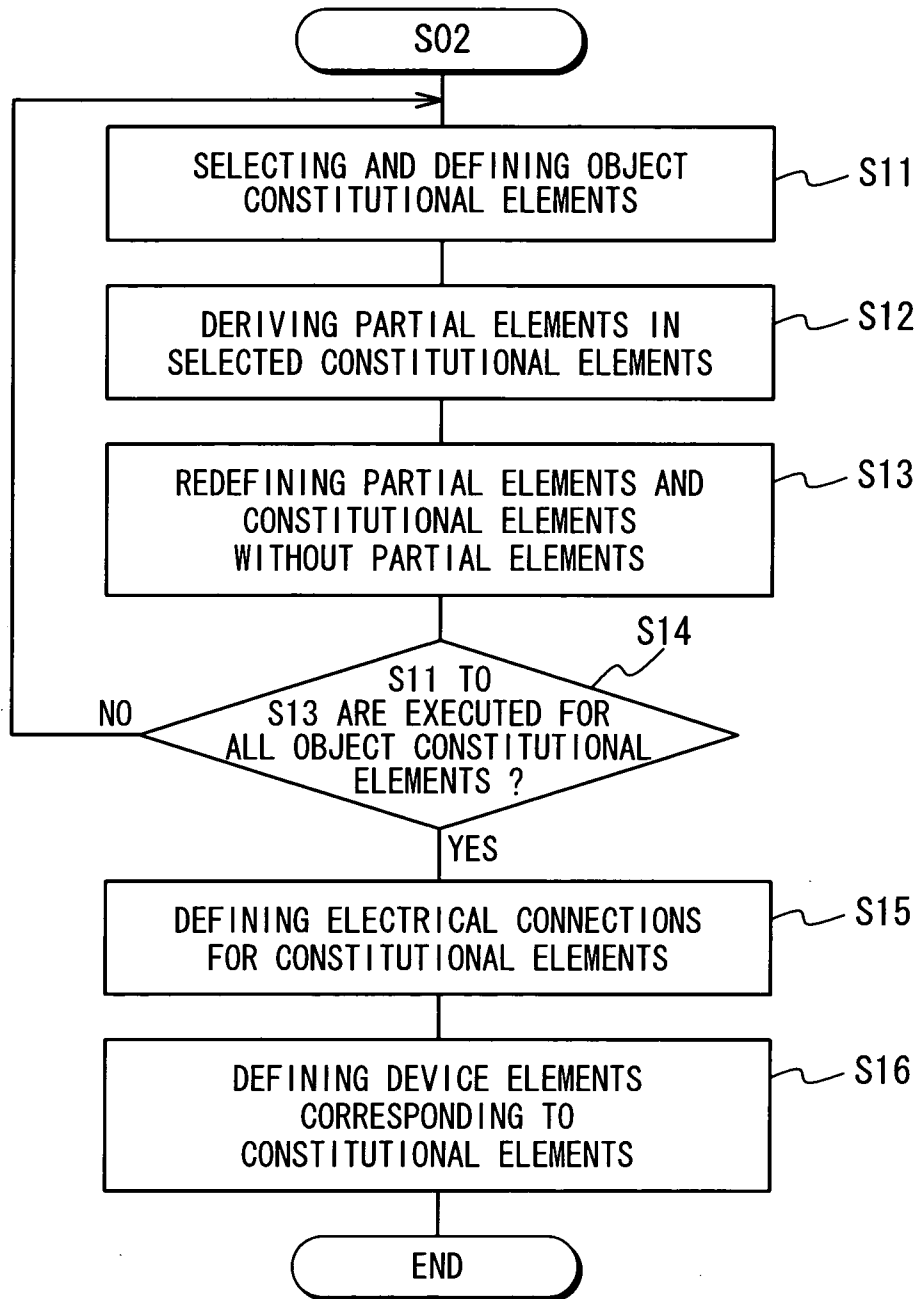 S02
SELECTING AND DEFINING OBJECT
CONSTITUTIONAL ELEMENTS
S11
DERIVING PARTIAL ELEMENTS IN
SELECTED CONSTITUTIONAL ELEMENTS
S12
REDEFINING PARTIAL ELEMENTS AND
CONSTITUTIONAL ELEMENTS
WITHOUT PARTIAL ELEMENTS
S13
S14
S11 TO
S13 ARE EXECUTED FOR
ALL OBJECT CONSTITUTIONAL
ELEMENTS ?
NO
YES
DEFINING ELECTRICAL CONNECTIONS
FOR CONSTITUTIONAL ELEMENTS
S15
DEFINING DEVICE ELEMENTS
CORRESPONDING TO
CONSTITUTIONAL ELEMENTS
S16
END